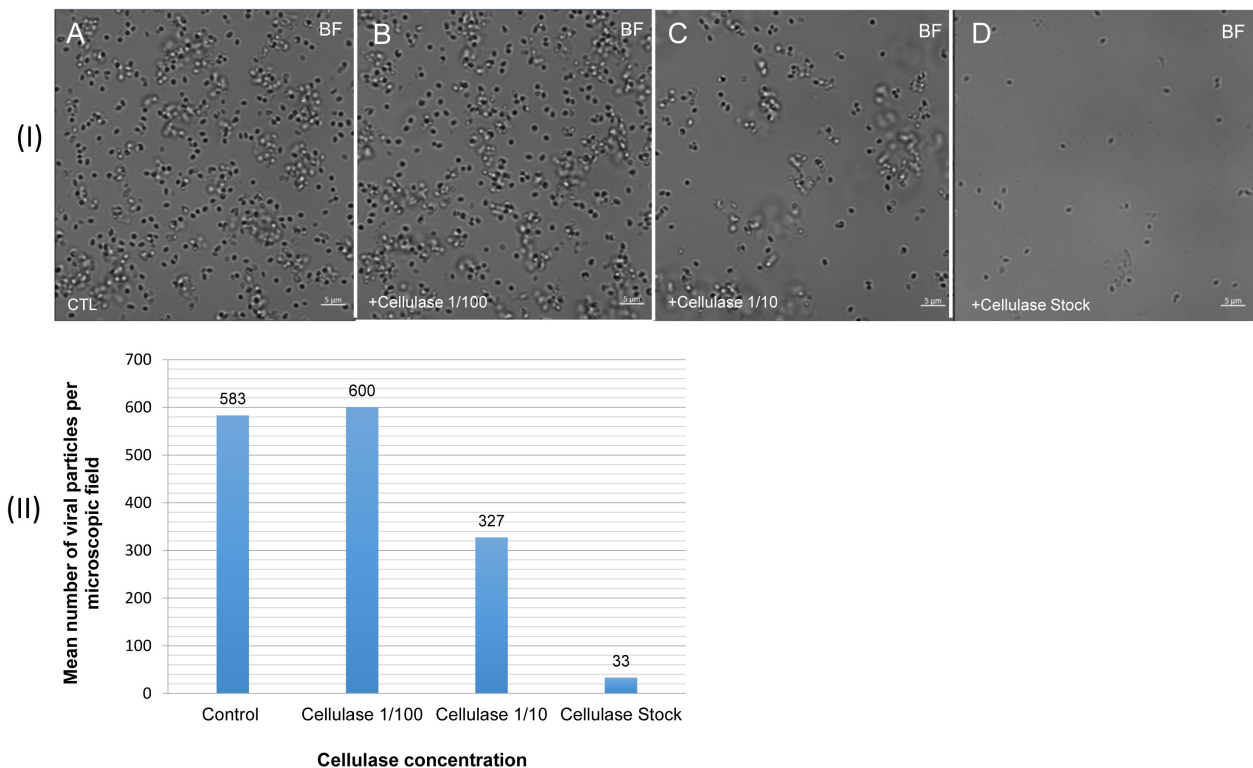 (I)
A BF
CTL
5 µm
B BF
+Cellulase 1/100
5 µm
C BF
+Cellulase 1/10
5 µm
D BF
+Cellulase Stock
5 µm
(II)
Mean number of viral particles per
microscopic field
700
600
500
400
300
200
100
0
583
600
327
33
Control
Cellulase 1/100
Cellulase 1/10
Cellulase Stock
Cellulase concentration